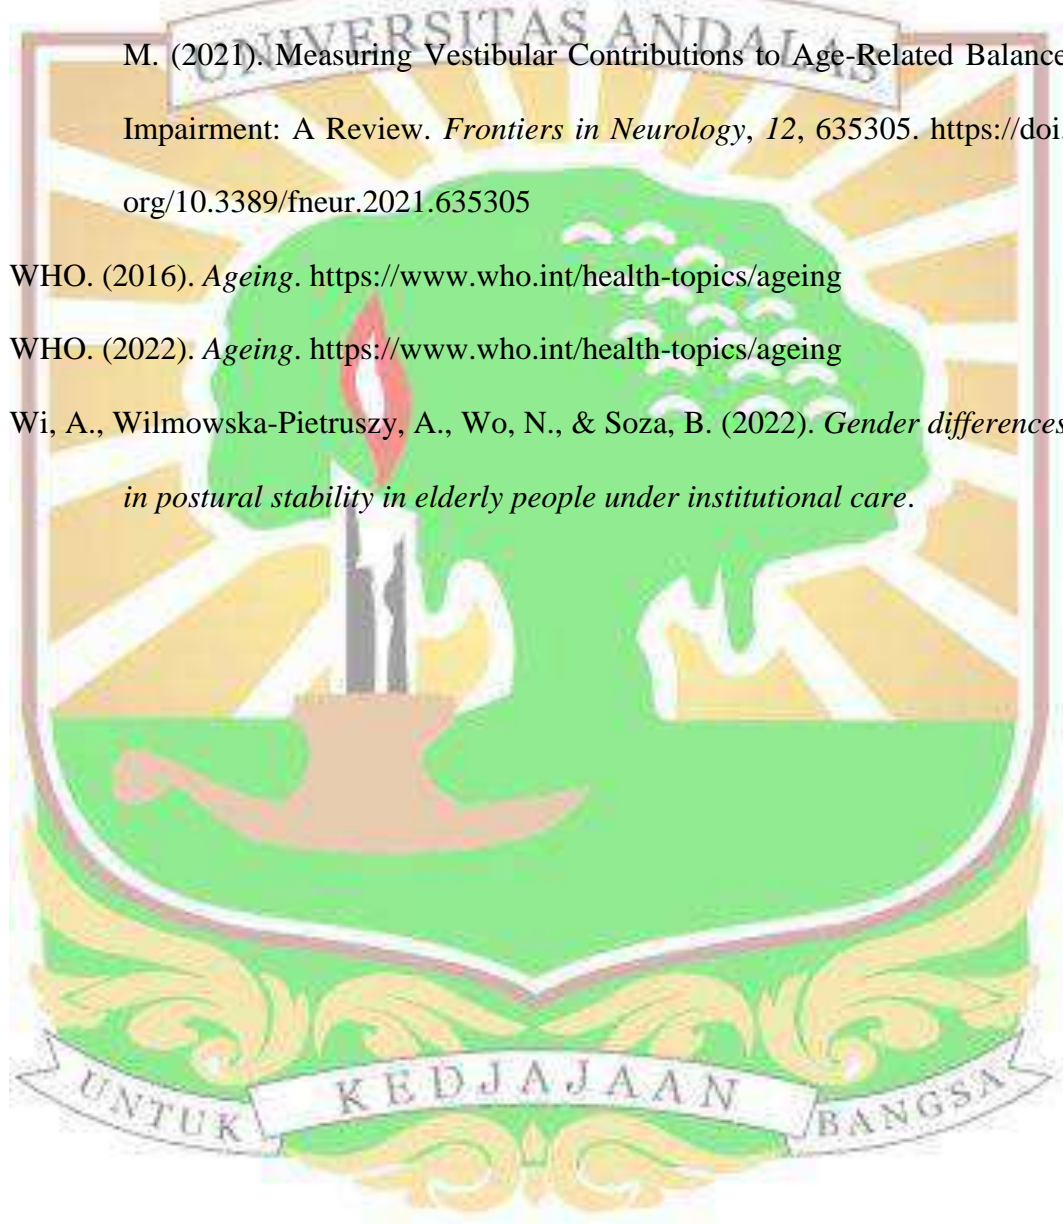 UNIVERSITAS ANDALAS
M. (2021). Measuring Vestibular Contributions to Age-Related Balance
Impairment: A Review. Frontiers in Neurology, 12, 635305. https://doi.
org/10.3389/fneur.2021.635305
WHO. (2016). Ageing. https://www.who.int/health-topics/ageing
WHO. (2022). Ageing. https://www.who.int/health-topics/ageing
Wi, A., Wilmowska-Pietruszy, A., Wo, N., & Soza, B. (2022). Gender differences
in postural stability in elderly people under institutional care.
UNTUK KEDJAJAAN BANGSA